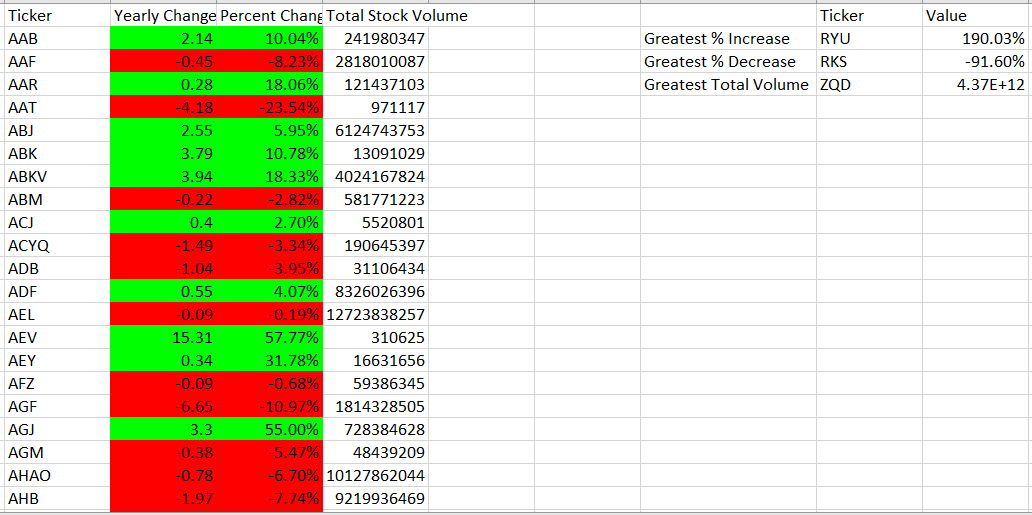 Ticker Yearly Change Percent Chang Total Stock Volume Ticker Value
AAB 2.14 10.04% 241980347 Greatest % Increase RYU 190.03%
AAF -0.45 -8.23% 2818010087 Greatest % Decrease RKS -91.60%
AAR 0.28 18.06% 121437103 Greatest Total Volume ZQD 4.37E+12
AAT -4.18 -23.54% 971117
ABJ 2.55 5.95% 6124743753
ABK 3.79 10.78% 13091029
ABKV 3.94 18.33% 4024167824
ABM -0.22 -2.82% 581771223
ACJ 0.4 2.70% 5520801
ACYQ -1.49 -3.34% 190645397
ADB -1.04 -3.95% 31106434
ADF 0.55 4.07% 8326026396
AEL -0.09 -0.19% 12723838257
AEV 15.31 57.77% 310625
AEY 0.34 31.78% 16631656
AFZ -0.09 -0.68% 59386345
AGF -6.65 -10.97% 1814328505
AGJ 3.3 55.00% 728384628
AGM -0.38 -5.47% 48439209
AHAO -0.78 -6.70% 10127862044
AHB -1.97 -7.74% 9219936469